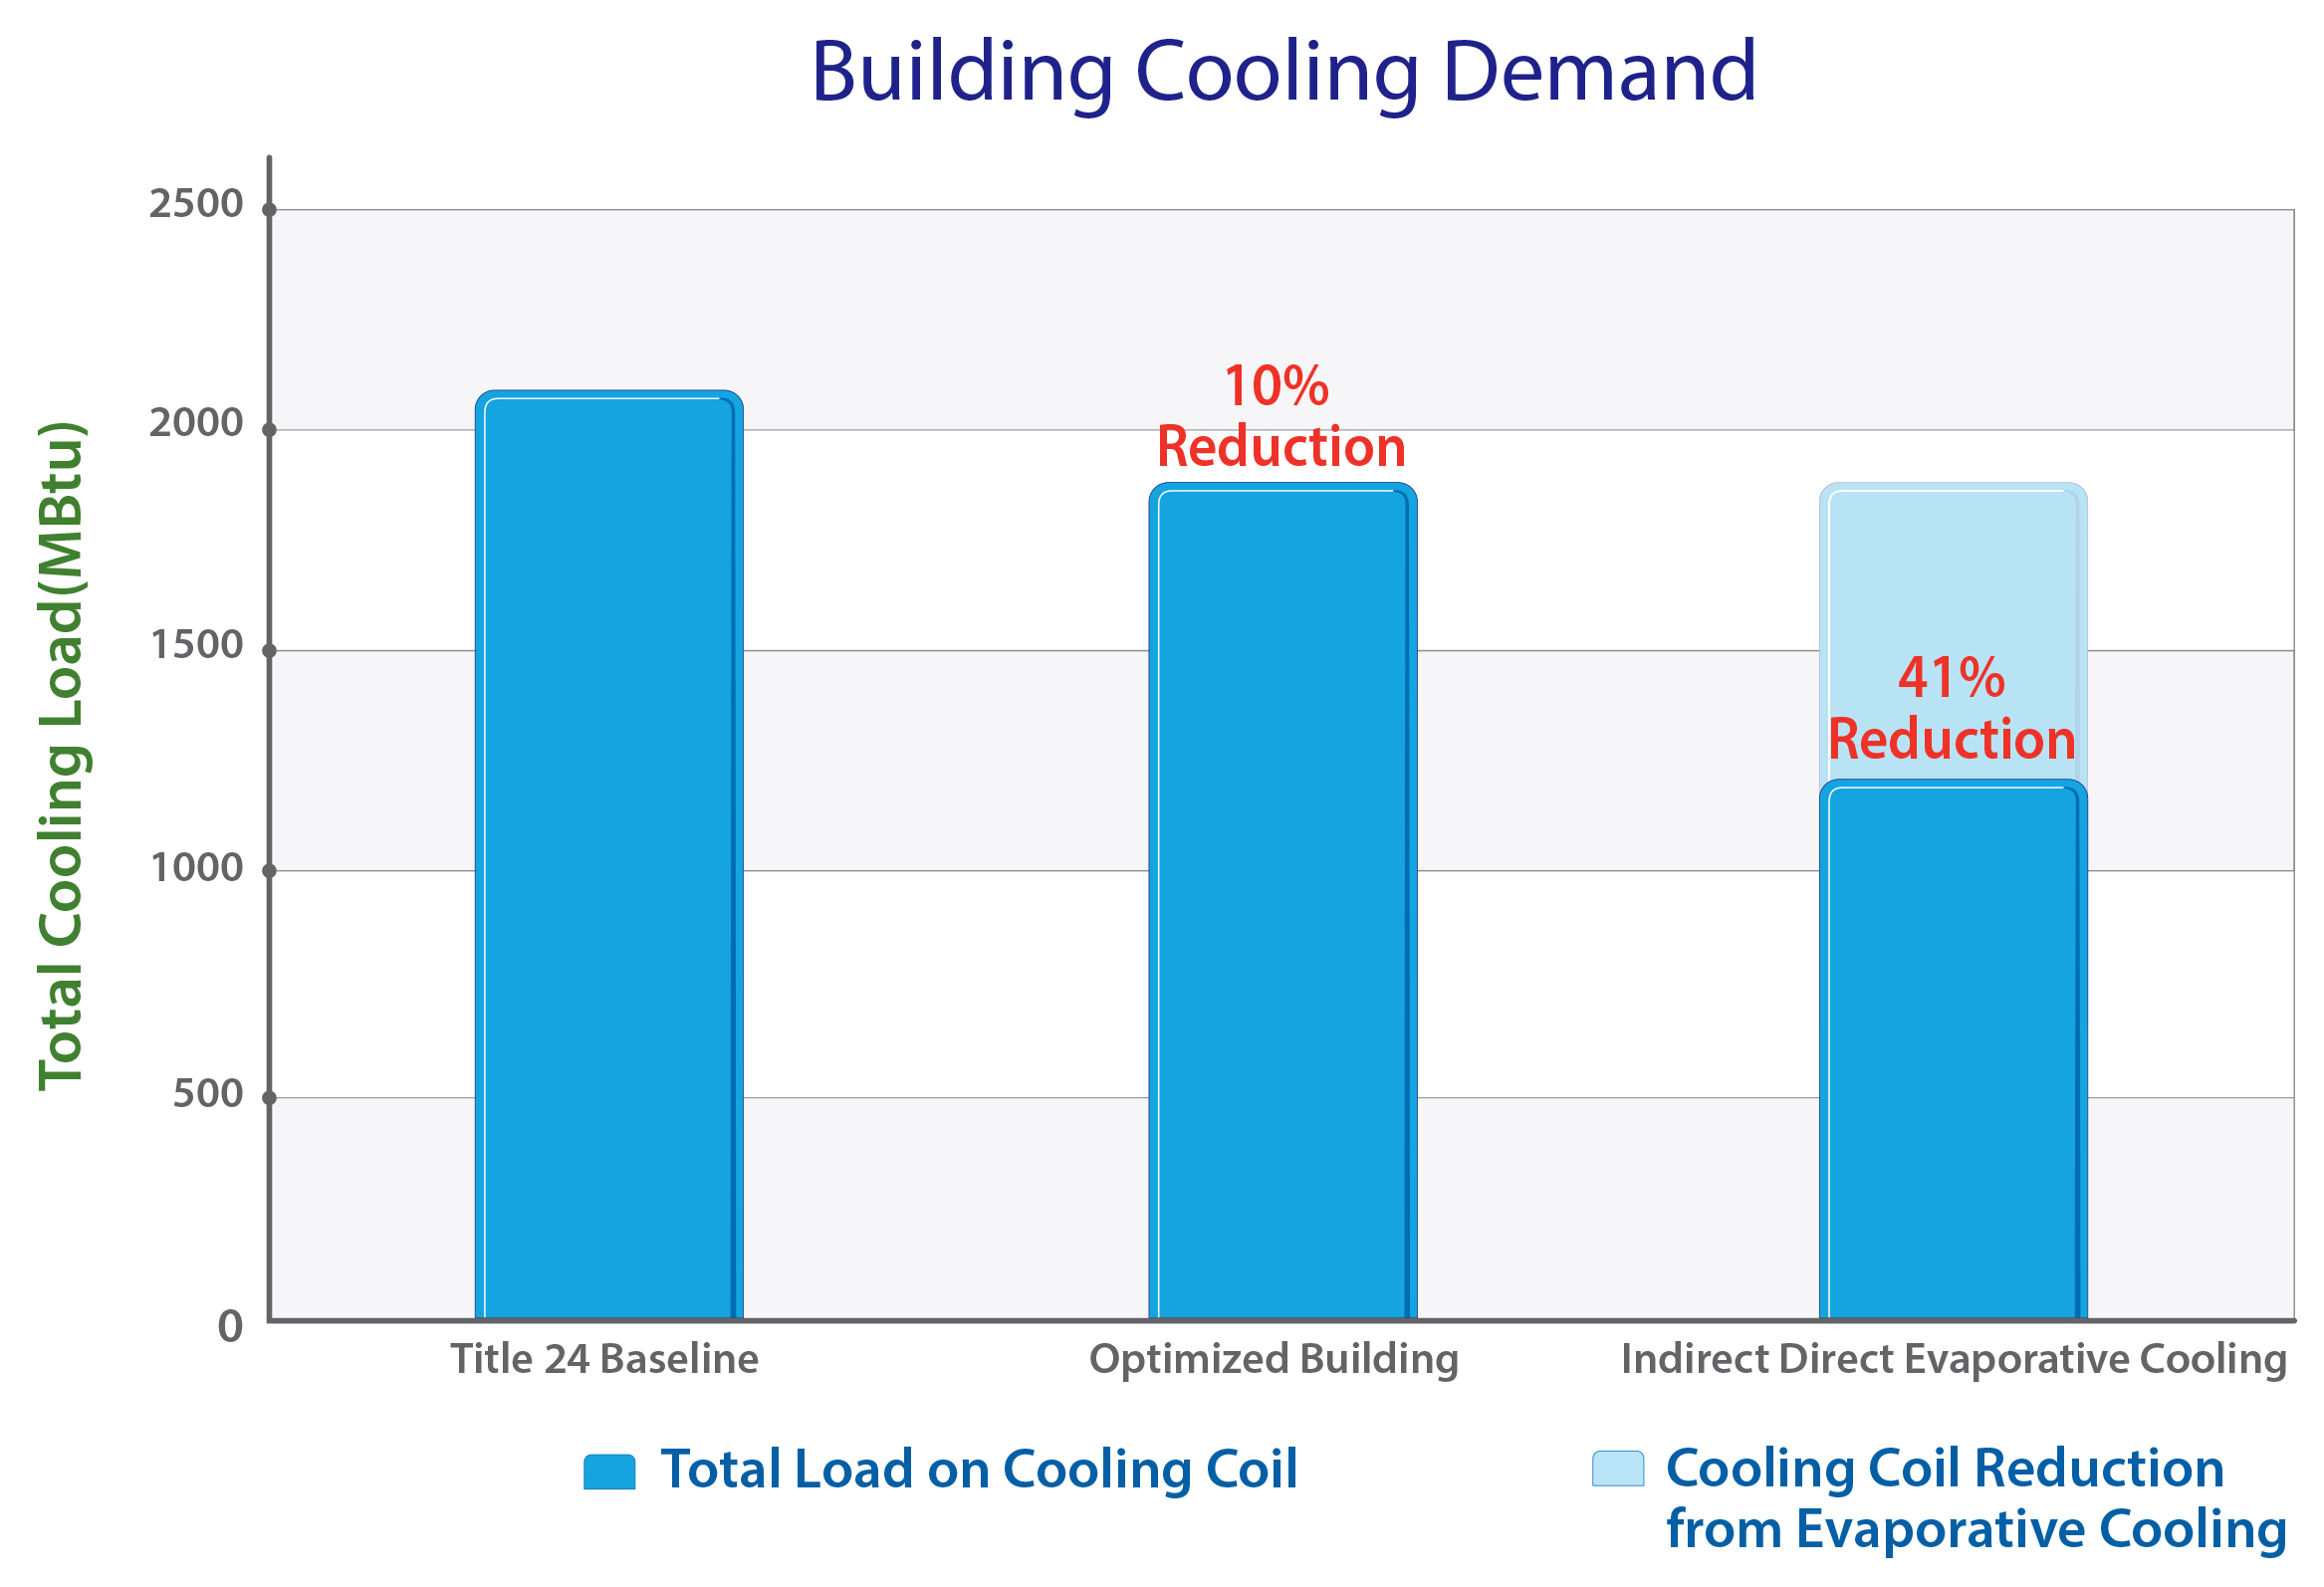 Building Cooling Demand
Total Cooling Load(MBtu)
2500
2000
1500
1000
500
0
10%
Reduction
41%
Reduction
Title 24 Baseline
Optimized Building
Indirect Direct Evaporative Cooling
Total Load on Cooling Coil
Cooling Coil Reduction
from Evaporative Cooling